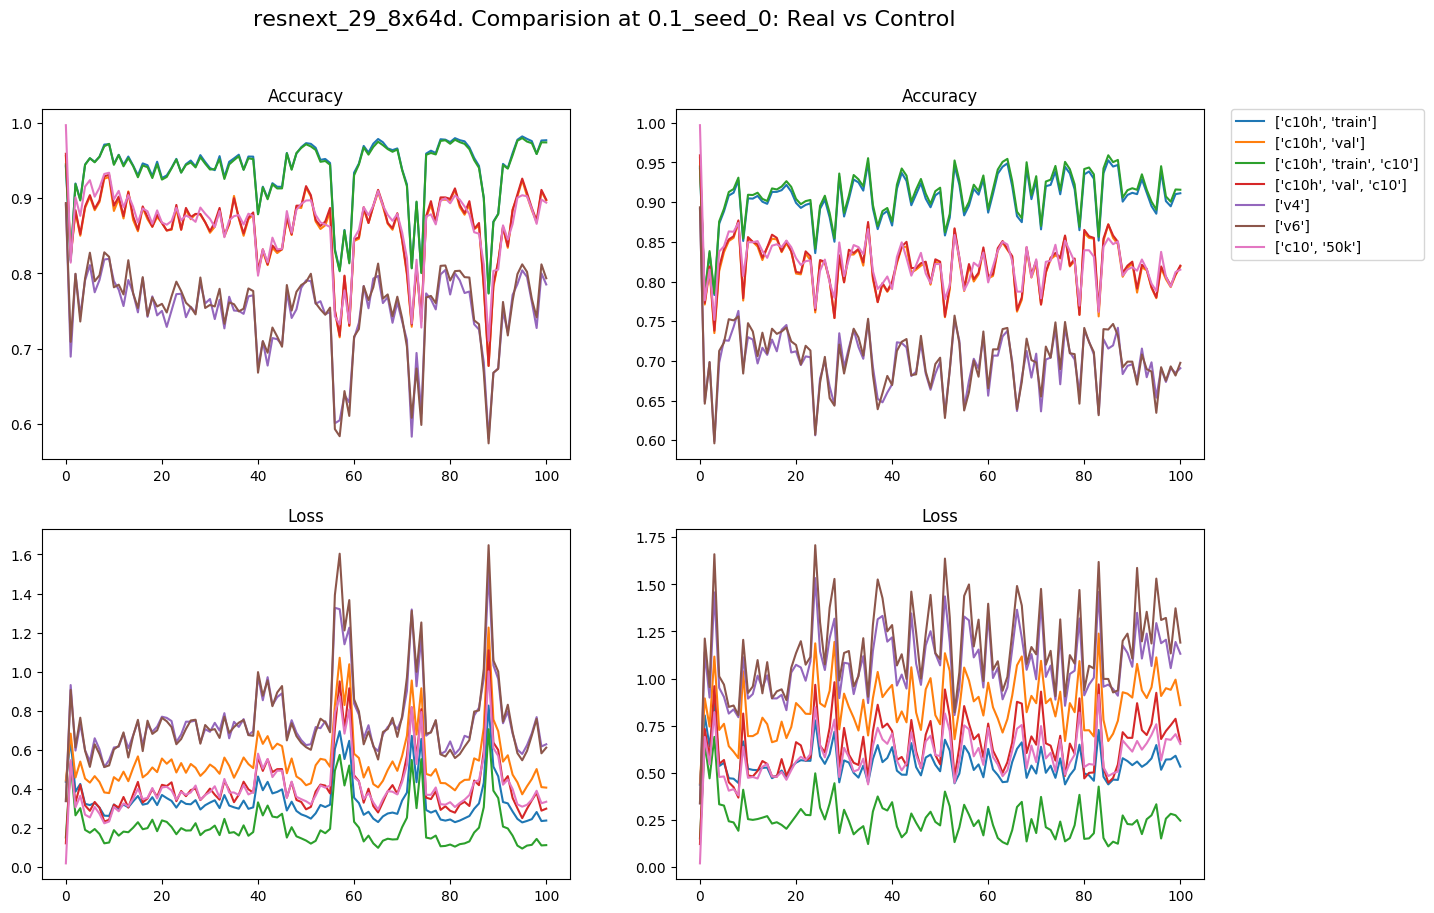 resnext_29_8x64d. Comparision at 0.1_seed_0: Real vs Control
Accuracy
1.0
0.9
0.8
0.7
0.6
0 20 40 60 80 100
Accuracy
1.00
0.95
0.90
0.85
0.80
0.75
0.70
0.65
0.60
0 20 40 60 80 100
['c10h', 'train']
['c10h', 'val']
['c10h', 'train', 'c10']
['c10h', 'val', 'c10']
['v4']
['v6']
['c10', '50k']
Loss
1.6
1.4
1.2
1.0
0.8
0.6
0.4
0.2
0.0
0 20 40 60 80 100
Loss
1.75
1.50
1.25
1.00
0.75
0.50
0.25
0.00
0 20 40 60 80 100